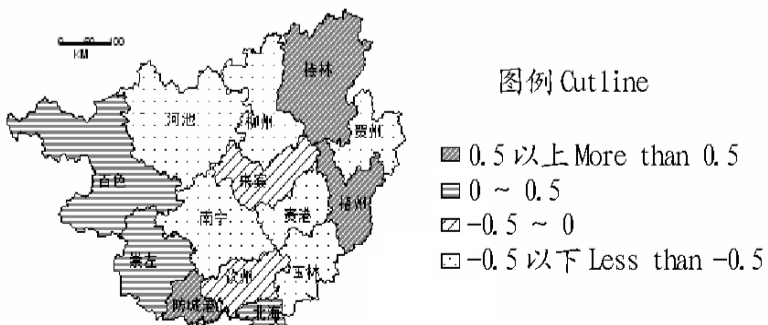 0 50 100
KM
桂林
图例 Cutline
河池
柳州
贺州
0.5 以上 More than 0.5
百色
来宾
0 ~ 0.5
梧州
南宁
贵港
-0.5 ~ 0
崇左
钦州
玉林
-0.5 以下 Less than -0.5
防城港
北海